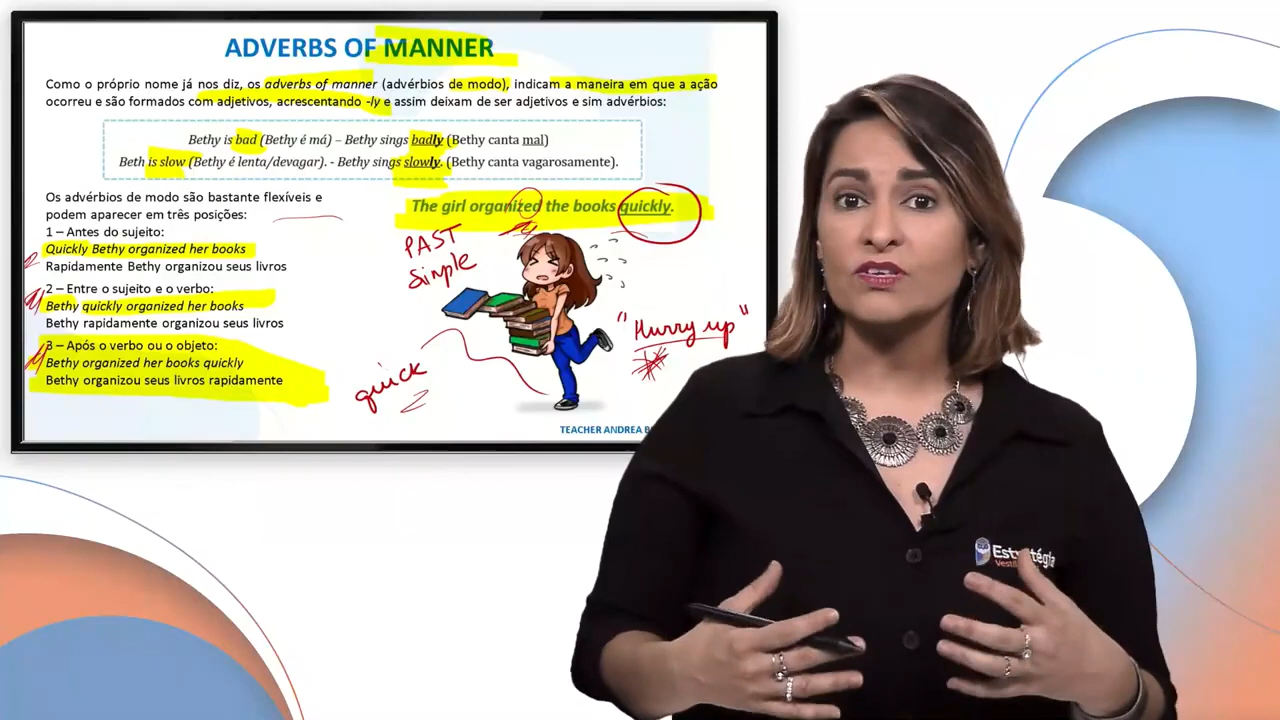 ADVERBS OF MANNER
Como o próprio nome já nos diz, os adverbs of manner (advérbios de modo), indicam a maneira em que a ação
ocorreu e são formados com adjetivos, acrescentando -ly e assim deixam de ser adjetivos e sim advérbios:
Bethy is bad (Bethy é má) – Bethy sings badly (Bethy canta mal)
Beth is slow (Bethy é lenta/devagar). - Bethy sings slowly. (Bethy canta vagarosamente).
Os advérbios de modo são bastante flexíveis e
podem aparecer em três posições:
1 – Antes do sujeito:
Quickly Bethy organized her books
Rapidamente Bethy organizou seus livros
2 – Entre o sujeito e o verbo:
Bethy quickly organized her books
Bethy rapidamente organizou seus livros
3 – Após o verbo ou o objeto:
Bethy organized her books quickly
Bethy organizou seus livros rapidamente
The girl organized the books quickly.
PAST
Simple
"Hurry up"
quick
TEACHER ANDREA
Estratégia